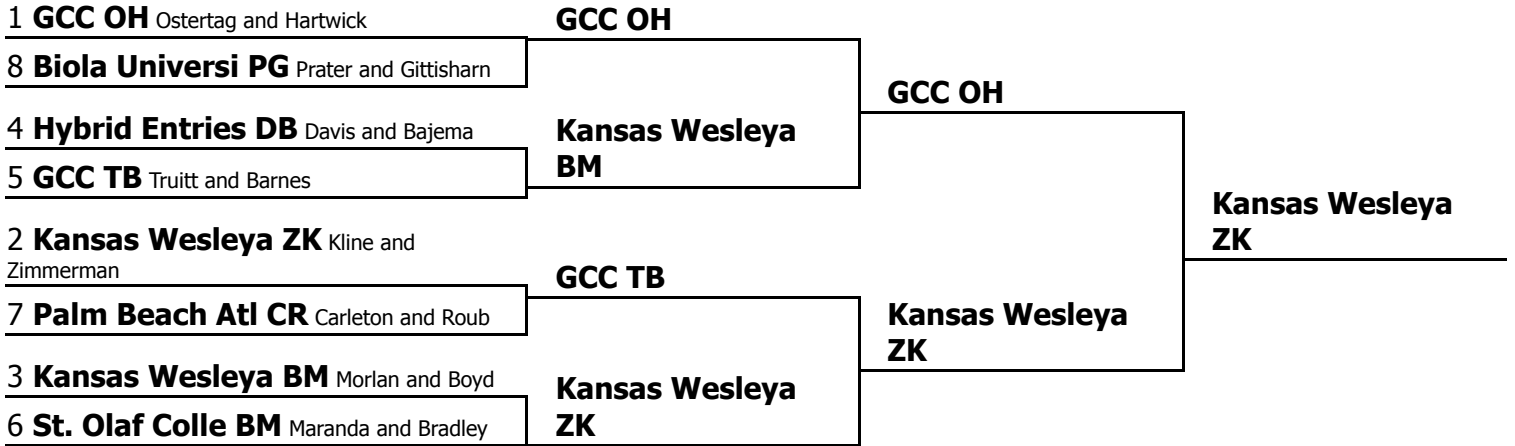 1 GCC OH Ostertag and Hartwick
8 Biola Universi PG Prater and Gittisharn
4 Hybrid Entries DB Davis and Bajema
5 GCC TB Truitt and Barnes
2 Kansas Wesleya ZK Kline and
Zimmerman
7 Palm Beach Atl CR Carleton and Roub
3 Kansas Wesleya BM Morlan and Boyd
6 St. Olaf Colle BM Maranda and Bradley
GCC OH
Kansas Wesleya
BM
GCC TB
Kansas Wesleya
ZK
GCC OH
Kansas Wesleya
ZK
Kansas Wesleya
ZK